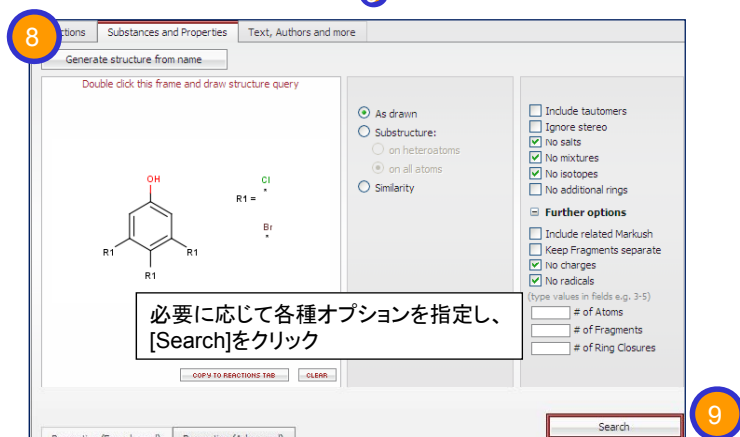 8
ctions
Substances and Properties
Text, Authors and more
Generate structure from name
Double click this frame and draw structure query
OH
R1
R1
R1
R1 =
Cl
*
Br
*
As drawn
Substructure:
on heteroatoms
on all atoms
Similarity
Include tautomers
Ignore stereo
No salts
No mixtures
No isotopes
No additional rings
Further options
Include related Markush
Keep Fragments separate
No charges
No radicals
(type values in fields e.g. 3-5)
# of Atoms
# of Fragments
# of Ring Closures
必要に応じて各種オプションを指定し、
[Search]をクリック
COPY TO REACTIONS TAB
CLEAR
Search
9